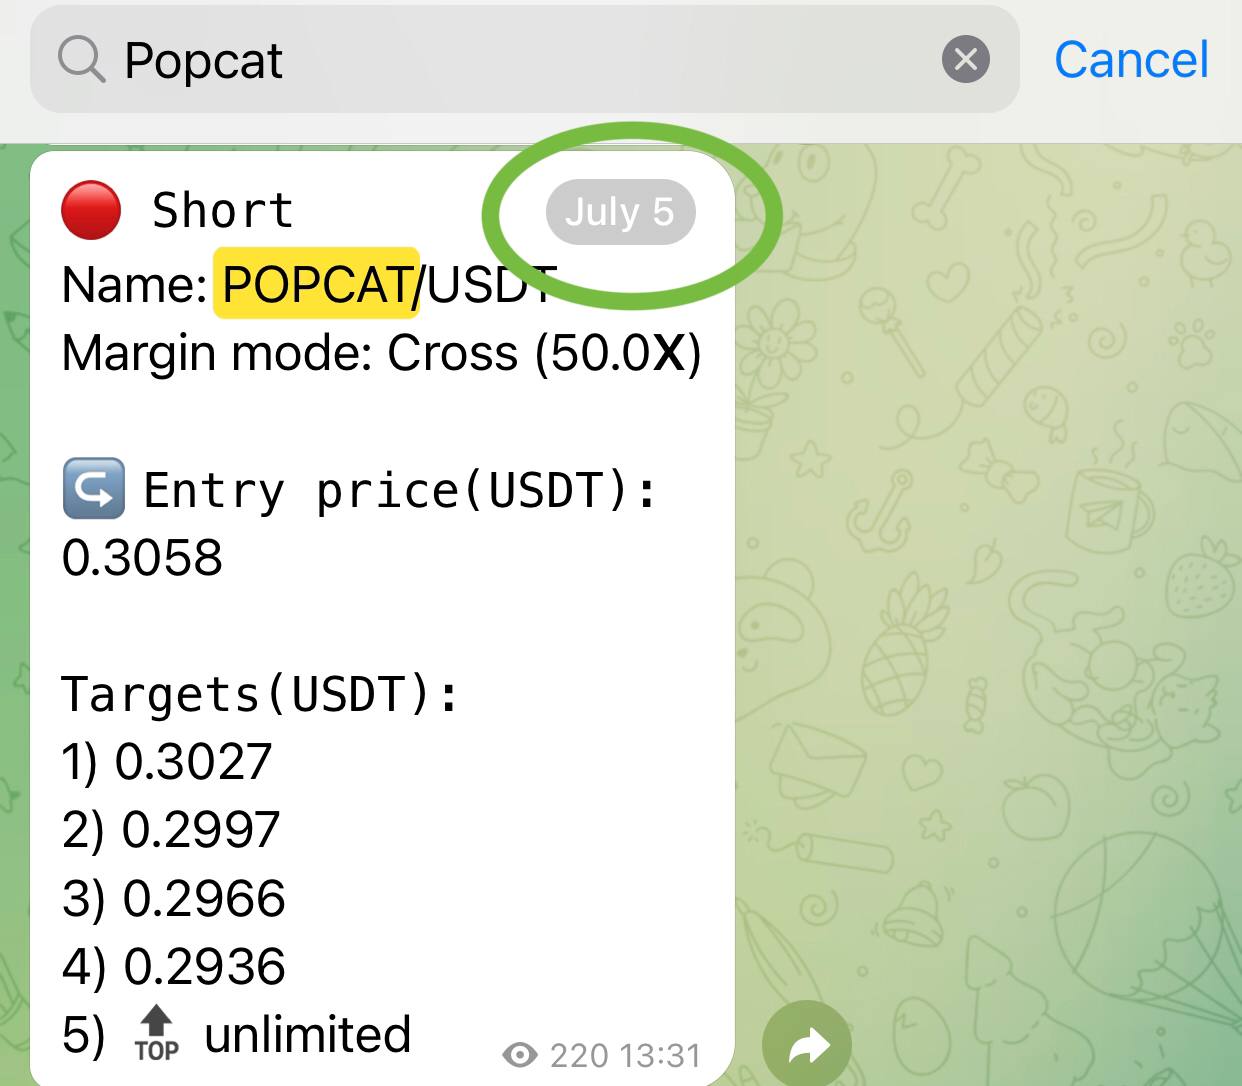 Popcat
Cancel
Short
July 5
Name: POPCAT/USDT
Margin mode: Cross (50.0X)
Entry price(USDT):
0.3058
Targets(USDT):
1) 0.3027
2) 0.2997
3) 0.2966
4) 0.2936
5) TOP unlimited
220 13:31